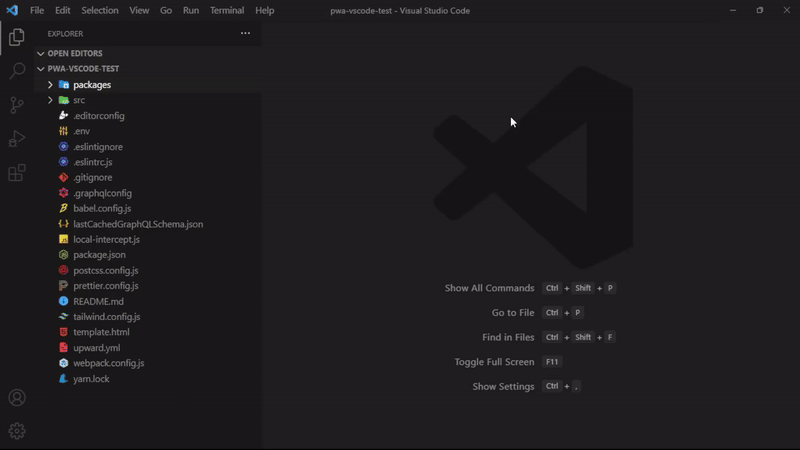 File Edit Selection View Go Run Terminal Help
pwa-vscode-test - Visual Studio Code
EXPLORER
OPEN EDITORS
PWA-VSCODE-TEST
packages
src
.editorconfig
.env
.eslintignore
.eslintrc.js
.gitignore
.graphqlconfig
babel.config.js
lastCachedGraphQLSchema.json
local-intercept.js
package.json
postcss.config.js
prettier.config.js
README.md
tailwind.config.js
template.html
upward.yml
webpack.config.js
yarn.lock
Show All Commands Ctrl + Shift + P
Go to File Ctrl + P
Find in Files Ctrl + Shift + F
Toggle Full Screen F11
Show Settings Ctrl + ,